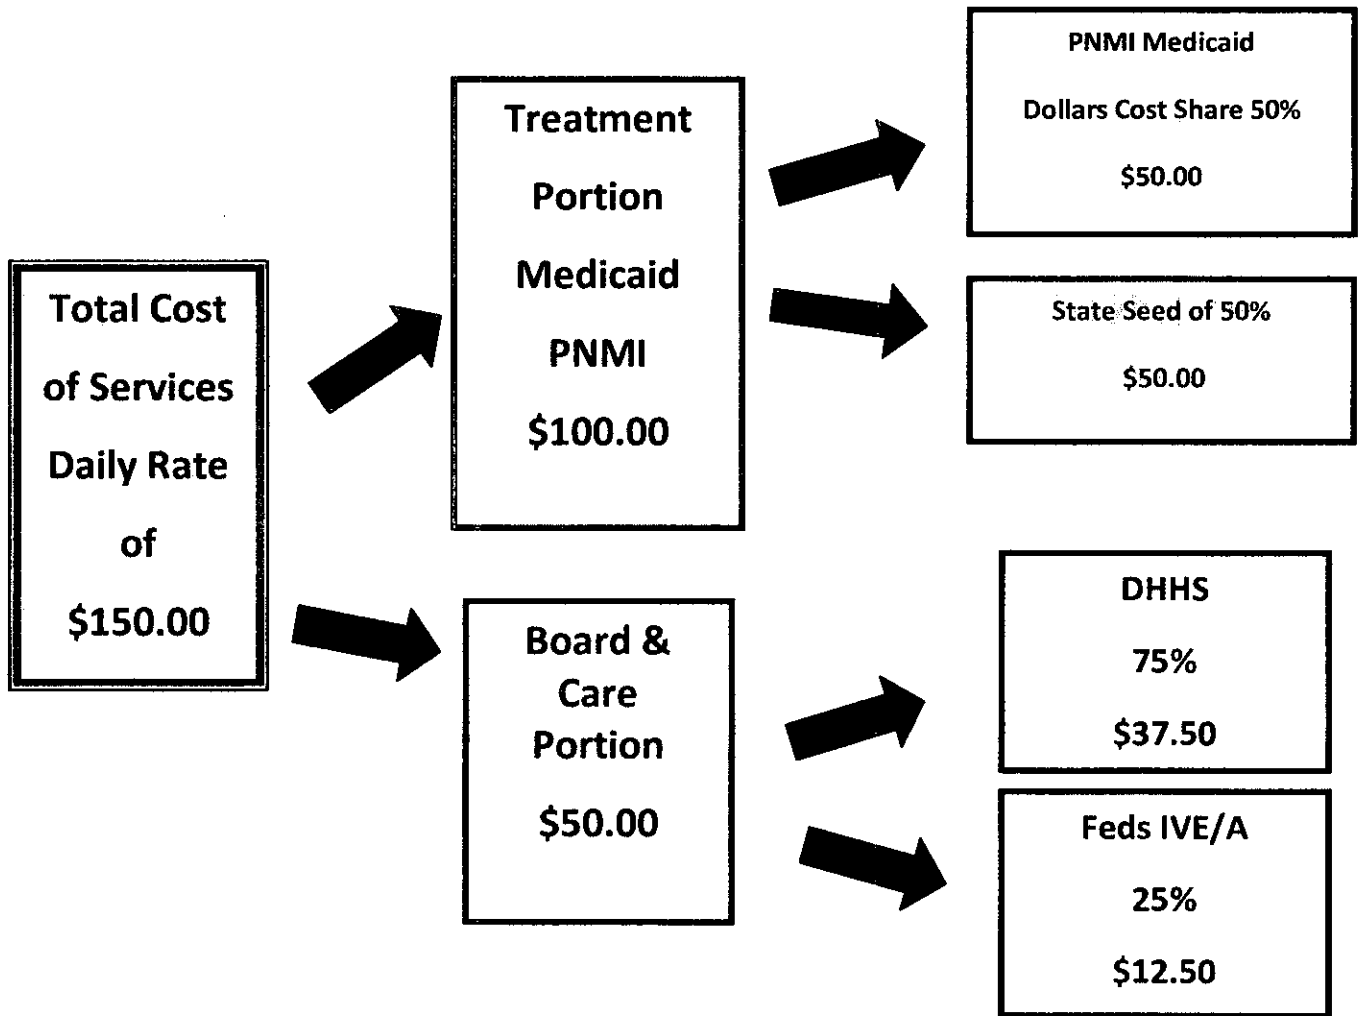 Total Cost
of Services
Daily Rate
of
$150.00
Treatment
Portion
Medicaid
PNMI
$100.00
Board &
Care
Portion
$50.00
PNMI Medicaid
Dollars Cost Share 50%
$50.00
State Seed of 50%
$50.00
DHHS
75%
$37.50
Feds IVE/A
25%
$12.50